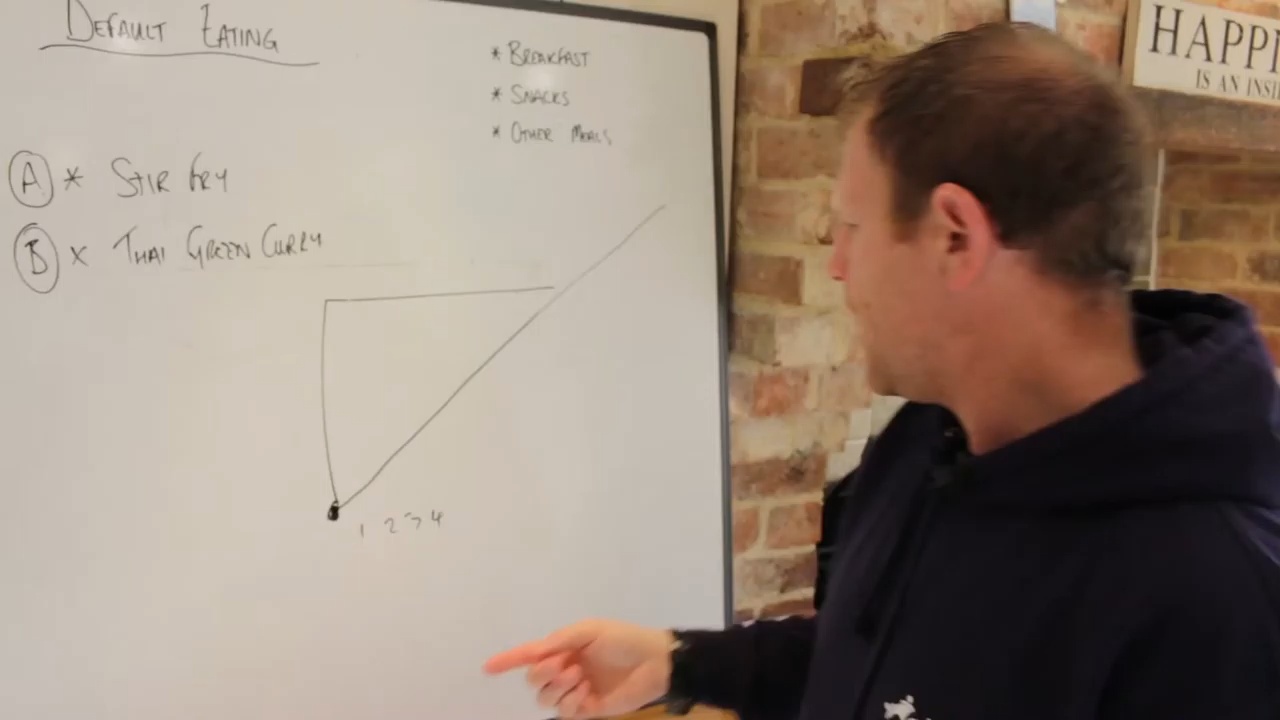 DEFAULT EATING
* BREAKFAST
* SNACKS
* OTHER MEALS
A * STIR FRY
B × THAI GREEN CURRY
1 2 3 4
HAPPI
IS AN INSI